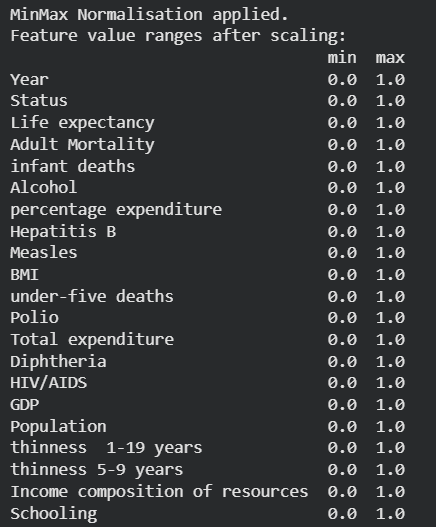 MinMax Normalisation applied.
Feature value ranges after scaling:
min max
Year 0.0 1.0
Status 0.0 1.0
Life expectancy 0.0 1.0
Adult Mortality 0.0 1.0
infant deaths 0.0 1.0
Alcohol 0.0 1.0
percentage expenditure 0.0 1.0
Hepatitis B 0.0 1.0
Measles 0.0 1.0
BMI 0.0 1.0
under-five deaths 0.0 1.0
Polio 0.0 1.0
Total expenditure 0.0 1.0
Diphtheria 0.0 1.0
HIV/AIDS 0.0 1.0
GDP 0.0 1.0
Population 0.0 1.0
thinness  1-19 years 0.0 1.0
thinness 5-9 years 0.0 1.0
Income composition of resources 0.0 1.0
Schooling 0.0 1.0